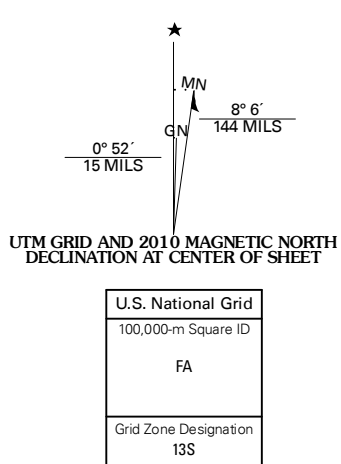 ★
MN
GN
8° 6´
144 MILS
0° 52´
15 MILS
UTM GRID AND 2010 MAGNETIC NORTH
DECLINATION AT CENTER OF SHEET
U.S. National Grid
100,000-m Square ID
FA
Grid Zone Designation
13S